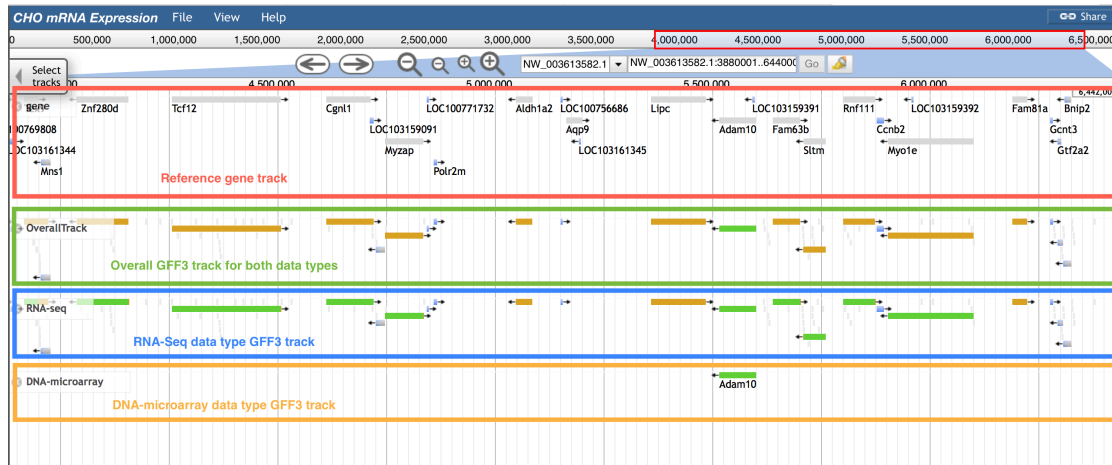 CHO mRNA Expression File View Help Share
0 500,000 1,000,000 1,500,000 2,000,000 2,500,000 3,000,000 3,500,000 4,000,000 4,500,000 5,000,000 5,500,000 6,000,000 6,500,000
NW_003613582.1 NW_003613582.1:3880001..644000 Go
Select
tracks
4,500,000 5,000,000 5,500,000 6,000,000
6,442,00
gene Znf280d Tcf12 Cgnl1 LOC100771732 Aldh1a2 LOC100756686 Lipc LOC103159391 Rnf111 LOC103159392 Fam81a Bnip2
00769808 LOC103159091 Aqp9 Adam10 Fam63b Ccnb2 Gcnt3
LOC103161344 Myzap LOC103161345 Sltm Myo1e Gtf2a2
Mns1 Polr2m
Reference gene track
OverallTrack
Overall GFF3 track for both data types
RNA-seq
RNA-Seq data type GFF3 track
DNA-microarray Adam10
DNA-microarray data type GFF3 track